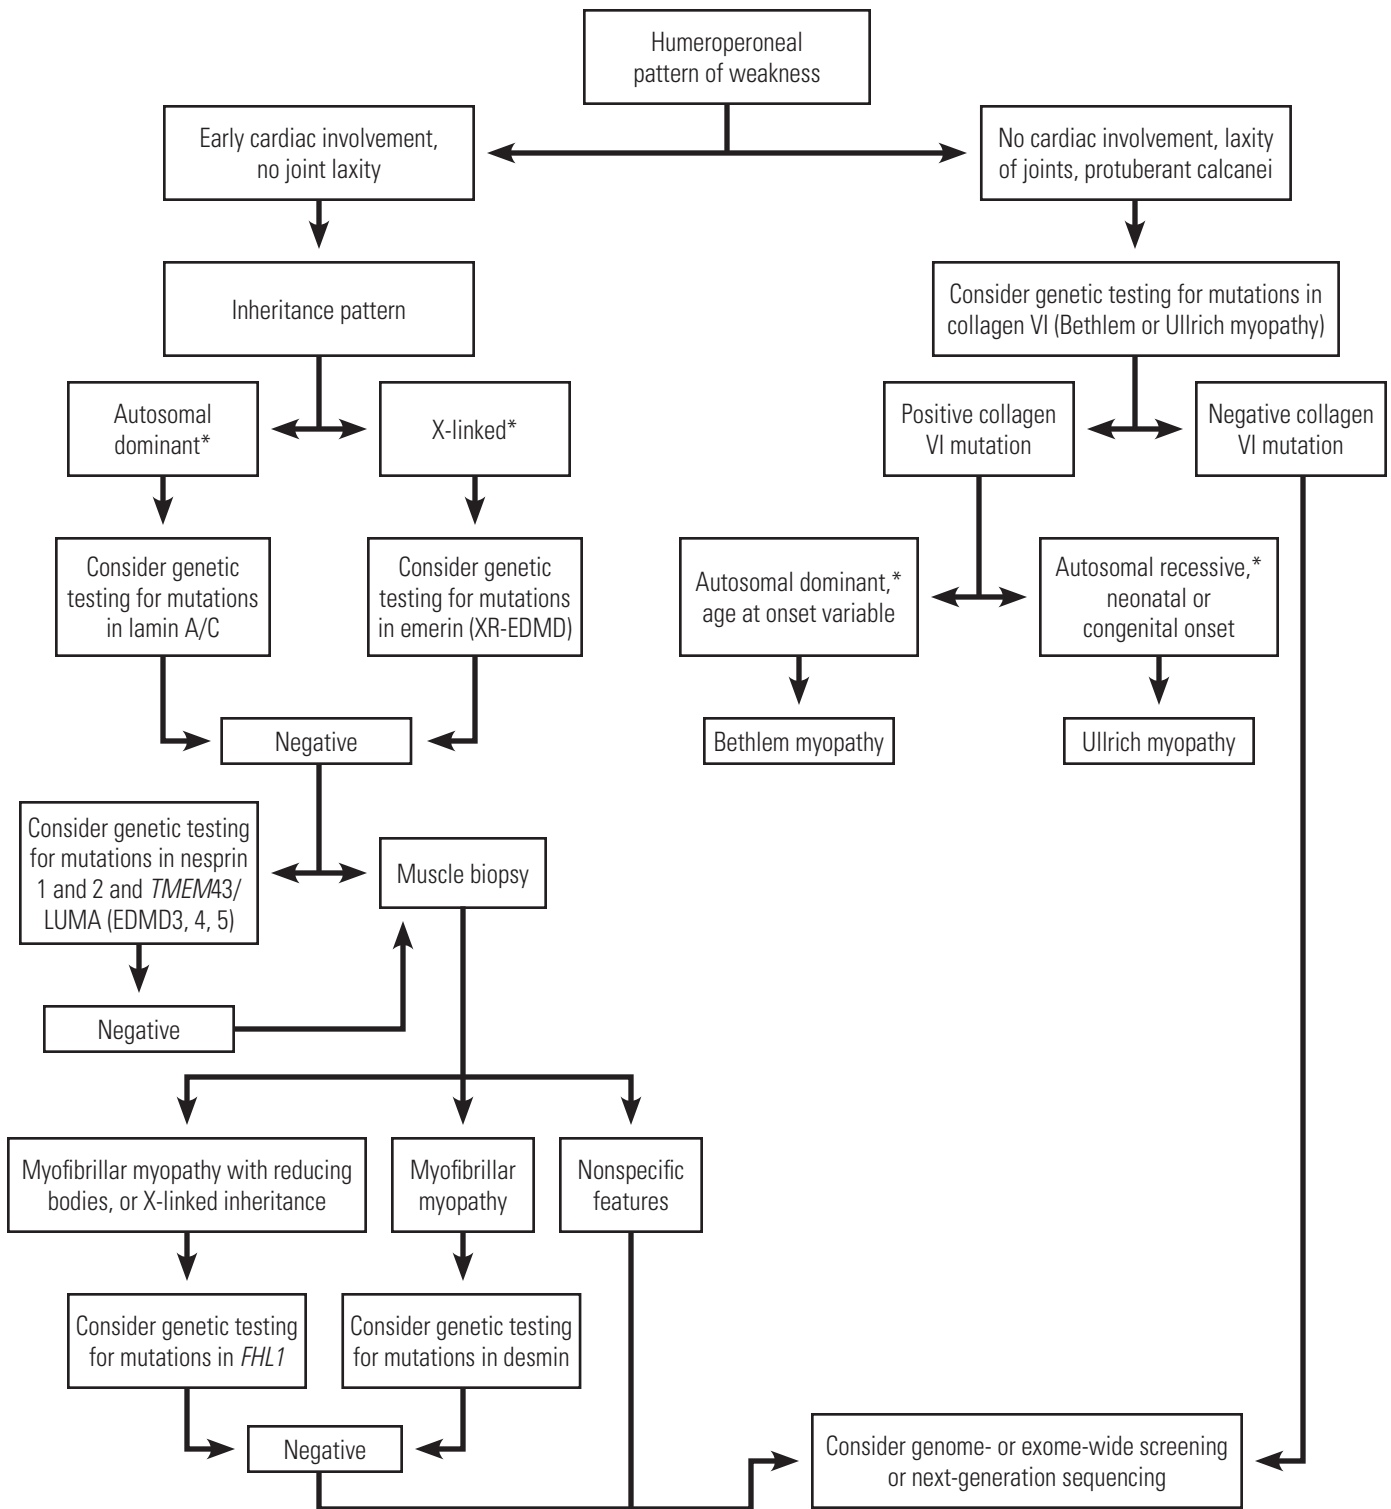 Humeroperoneal
pattern of weakness
Early cardiac involvement,
no joint laxity
No cardiac involvement, laxity
of joints, protuberant calcanei
Inheritance pattern
Consider genetic testing for mutations in
collagen VI (Bethlem or Ullrich myopathy)
Autosomal
dominant*
X-linked*
Positive collagen
VI mutation
Negative collagen
VI mutation
Consider genetic
testing for mutations
in lamin A/C
Consider genetic
testing for mutations
in emerin (XR-EDMD)
Autosomal dominant,*
age at onset variable
Autosomal recessive,*
neonatal or
congenital onset
Negative
Bethlem myopathy
Ullrich myopathy
Consider genetic testing
for mutations in nesprin
1 and 2 and TMEM43/
LUMA (EDMD3, 4, 5)
Muscle biopsy
Negative
Myofibrillar myopathy with reducing
bodies, or X-linked inheritance
Myofibrillar
myopathy
Nonspecific
features
Consider genetic testing
for mutations in FHL1
Consider genetic testing
for mutations in desmin
Negative
Consider genome- or exome-wide screening
or next-generation sequencing